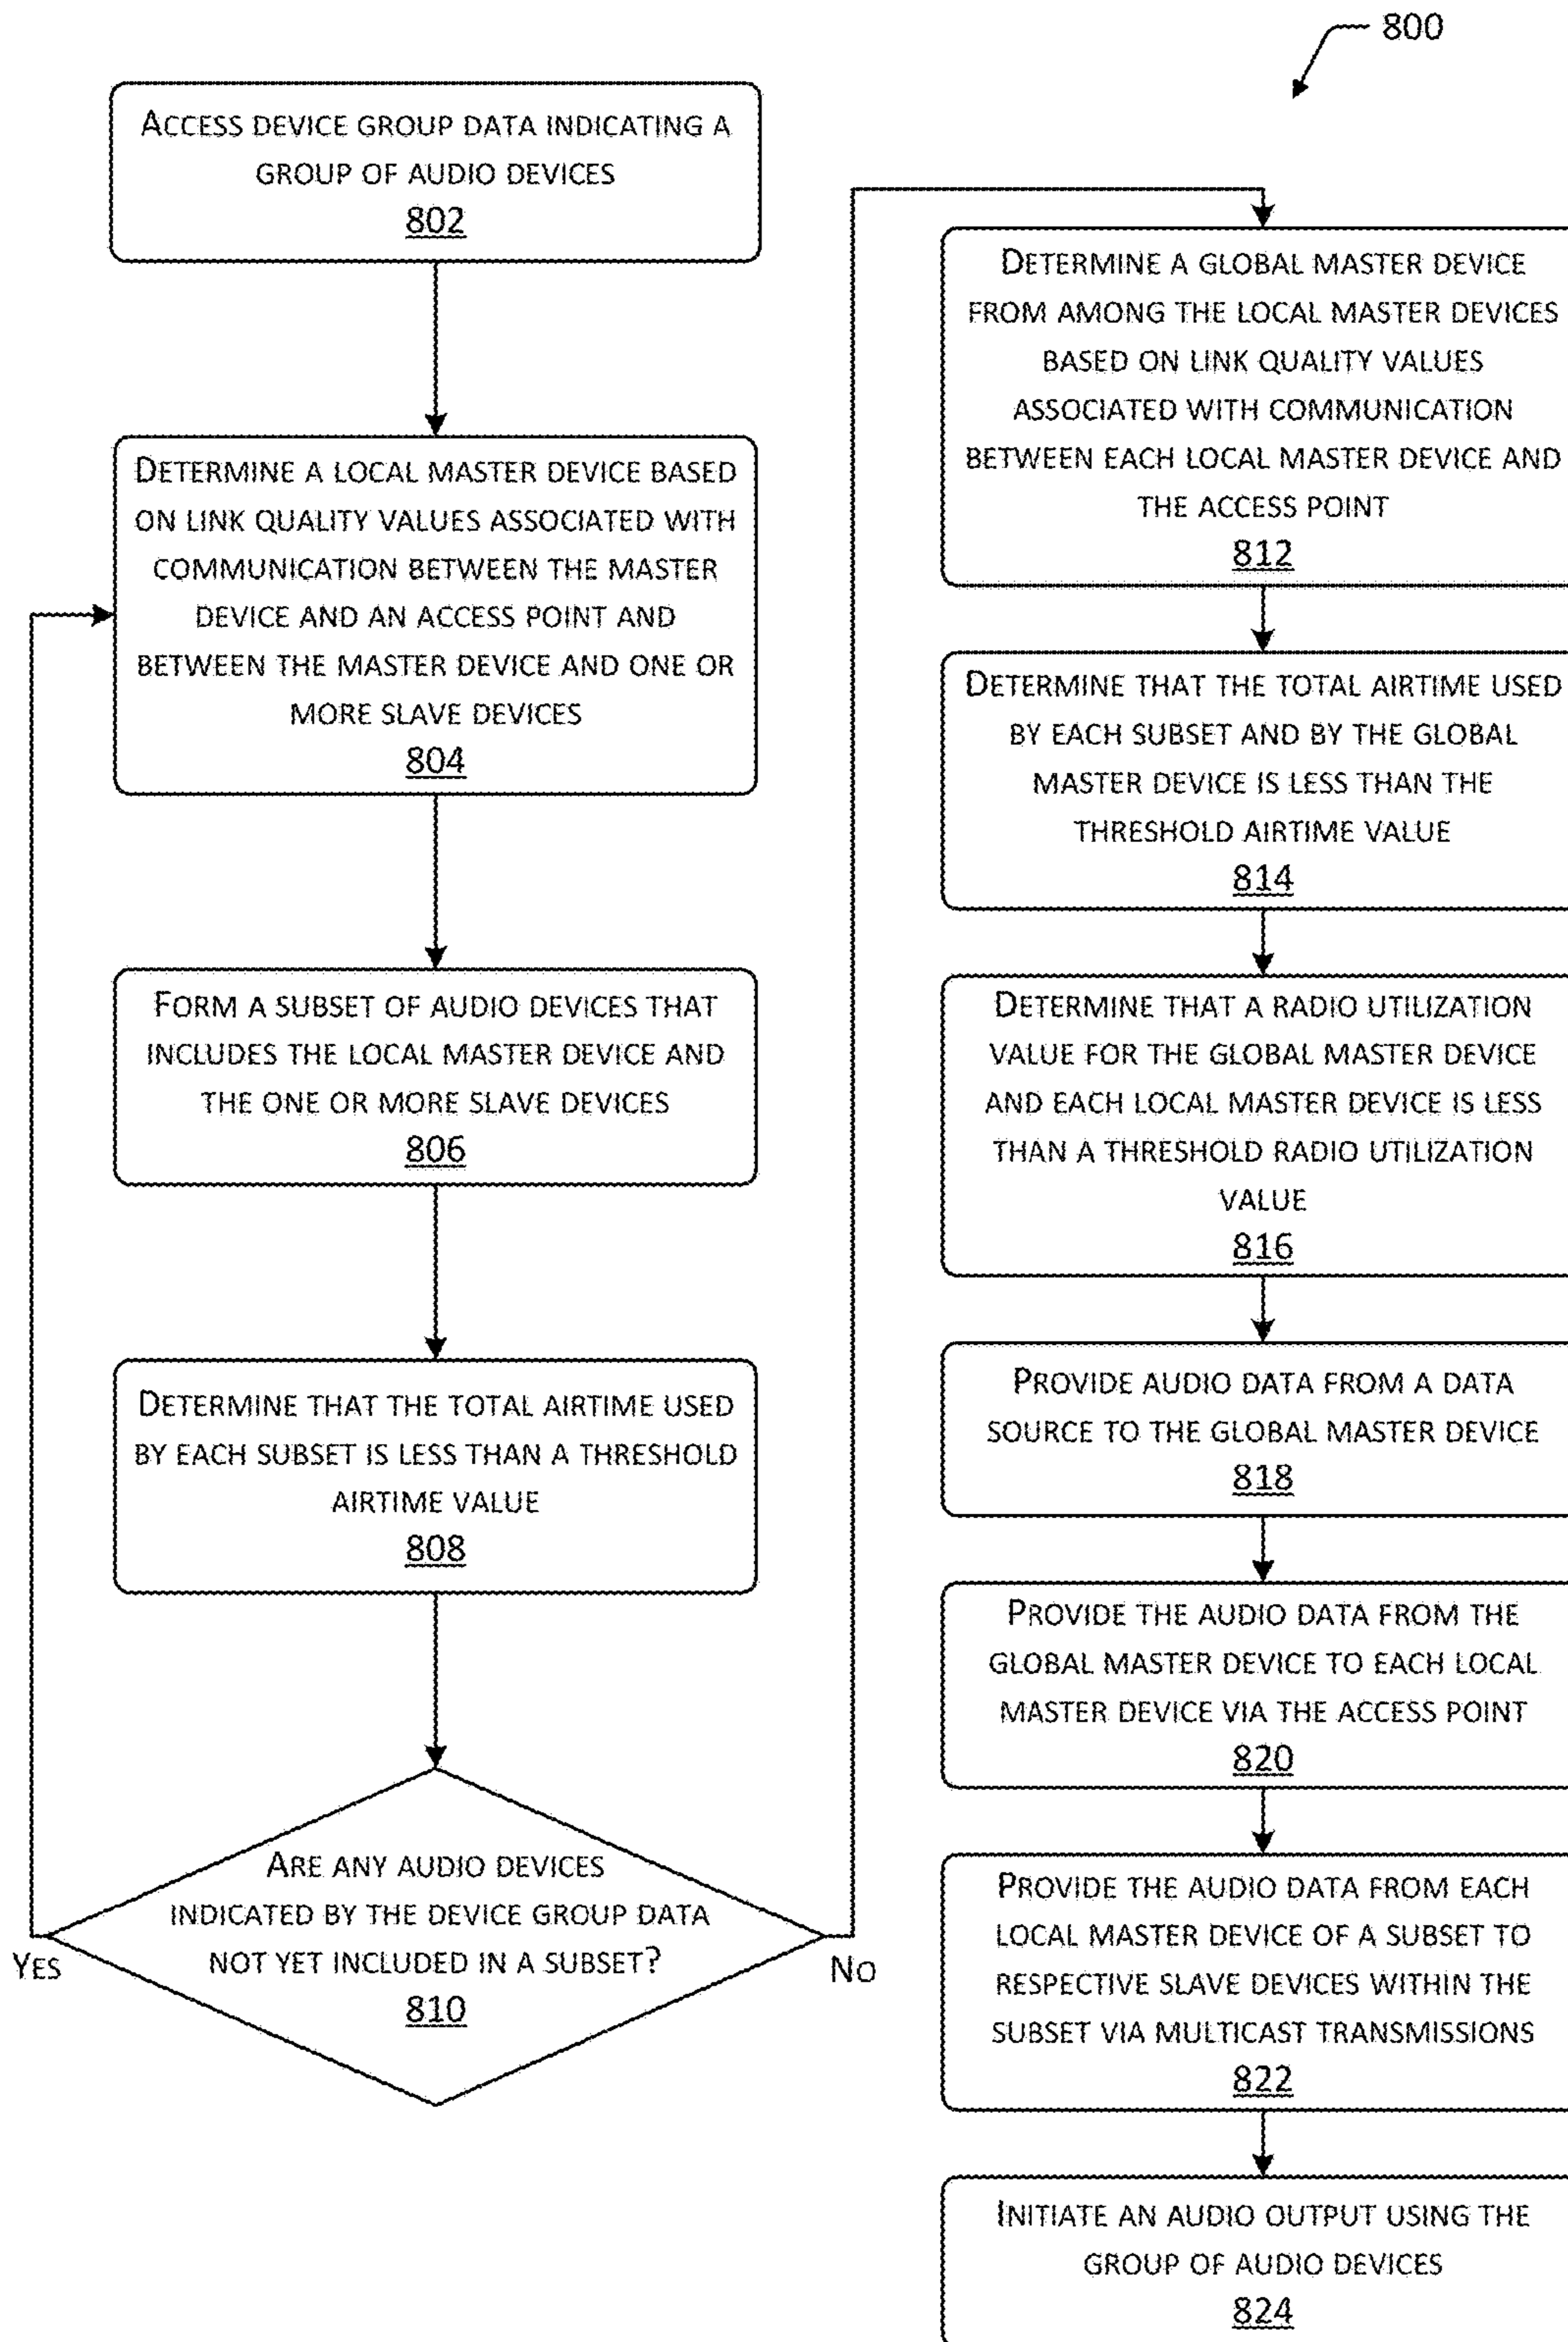 800
ACCESS DEVICE GROUP DATA INDICATING A
GROUP OF AUDIO DEVICES
802
DETERMINE A LOCAL MASTER DEVICE BASED
ON LINK QUALITY VALUES ASSOCIATED WITH
COMMUNICATION BETWEEN THE MASTER
DEVICE AND AN ACCESS POINT AND
BETWEEN THE MASTER DEVICE AND ONE OR
MORE SLAVE DEVICES
804
FORM A SUBSET OF AUDIO DEVICES THAT
INCLUDES THE LOCAL MASTER DEVICE AND
THE ONE OR MORE SLAVE DEVICES
806
DETERMINE THAT THE TOTAL AIRTIME USED
BY EACH SUBSET IS LESS THAN A THRESHOLD
AIRTIME VALUE
808
ARE ANY AUDIO DEVICES
INDICATED BY THE DEVICE GROUP DATA
NOT YET INCLUDED IN A SUBSET?
810
YES
NO
DETERMINE A GLOBAL MASTER DEVICE
FROM AMONG THE LOCAL MASTER DEVICES
BASED ON LINK QUALITY VALUES
ASSOCIATED WITH COMMUNICATION
BETWEEN EACH LOCAL MASTER DEVICE AND
THE ACCESS POINT
812
DETERMINE THAT THE TOTAL AIRTIME USED
BY EACH SUBSET AND BY THE GLOBAL
MASTER DEVICE IS LESS THAN THE
THRESHOLD AIRTIME VALUE
814
DETERMINE THAT A RADIO UTILIZATION
VALUE FOR THE GLOBAL MASTER DEVICE
AND EACH LOCAL MASTER DEVICE IS LESS
THAN A THRESHOLD RADIO UTILIZATION
VALUE
816
PROVIDE AUDIO DATA FROM A DATA
SOURCE TO THE GLOBAL MASTER DEVICE
818
PROVIDE THE AUDIO DATA FROM THE
GLOBAL MASTER DEVICE TO EACH LOCAL
MASTER DEVICE VIA THE ACCESS POINT
820
PROVIDE THE AUDIO DATA FROM EACH
LOCAL MASTER DEVICE OF A SUBSET TO
RESPECTIVE SLAVE DEVICES WITHIN THE
SUBSET VIA MULTICAST TRANSMISSIONS
822
INITIATE AN AUDIO OUTPUT USING THE
GROUP OF AUDIO DEVICES
824